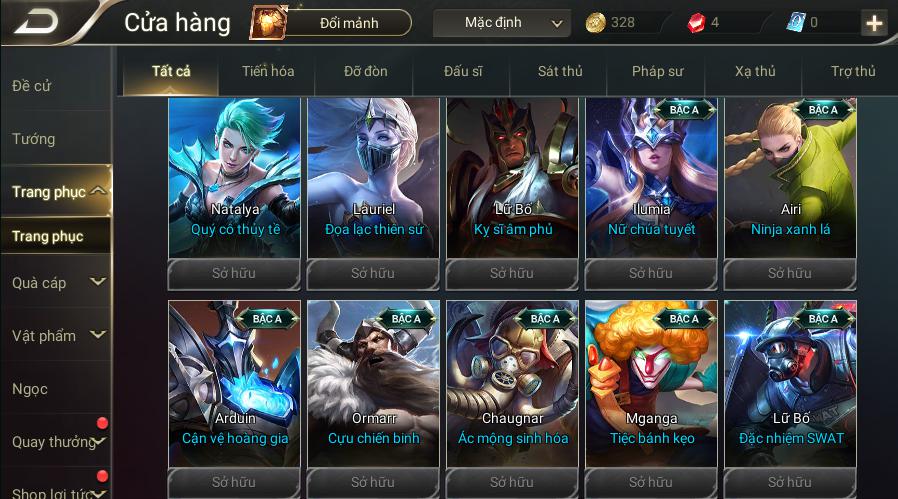 Cửa hàng
Đổi mảnh
Mặc định
328
4
0
Đề cử
Tướng
Trang phục
Trang phục
Quà cáp
Vật phẩm
Ngọc
Quay thưởng
Shop lợi tức
Tất cả
Tiến hóa
Đỡ đòn
Đấu sĩ
Sát thủ
Pháp sư
Xạ thủ
Trợ thủ
Natalya
Quý cô thủy tề
Sở hữu
Lauriel
Đọa lạc thiên sứ
Sở hữu
Lữ Bố
Kỵ sĩ âm phủ
Sở hữu
BẬC A
Ilumia
Nữ chúa tuyết
Sở hữu
BẬC A
Airi
Ninja xanh lá
Sở hữu
BẬC A
Arduin
Cận vệ hoàng gia
Sở hữu
BẬC A
Ormarr
Cựu chiến binh
Sở hữu
BẬC A
Chaugnar
Ác mộng sinh hóa
Sở hữu
BẬC A
Mganga
Tiệc bánh kẹo
Sở hữu
BẬC A
Lữ Bố
Đặc nhiệm SWAT
Sở hữu